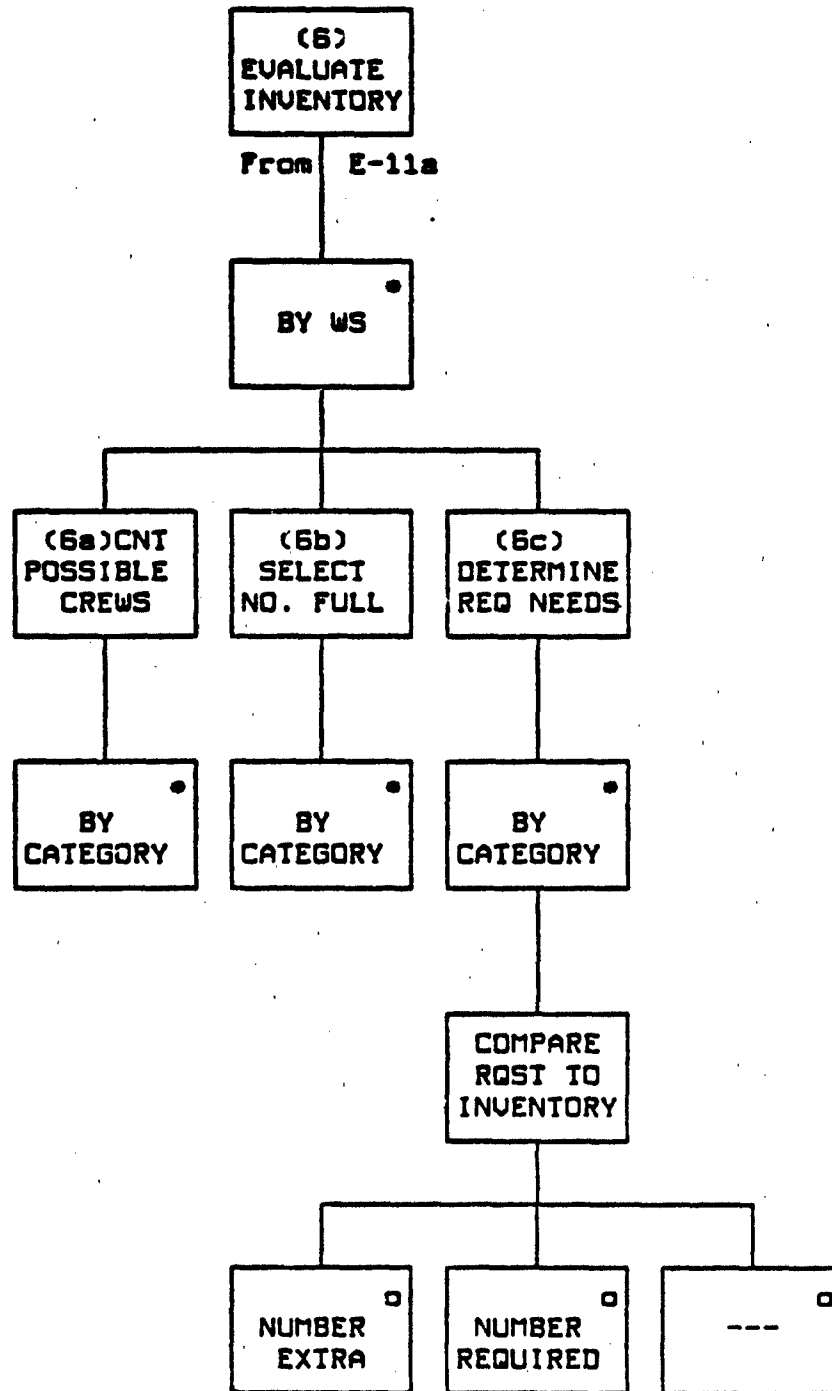 (6)
EVALUATE
INVENTORY
From E-11a
*
BY WS
(6a)CNT
POSSIBLE
CREWS
(6b)
SELECT
NO. FULL
(6c)
DETERMINE
REQ NEEDS
*
BY
CATEGORY
*
BY
CATEGORY
*
BY
CATEGORY
COMPARE
RQST TO
INVENTORY
o
NUMBER
EXTRA
o
NUMBER
REQUIRED
o
---